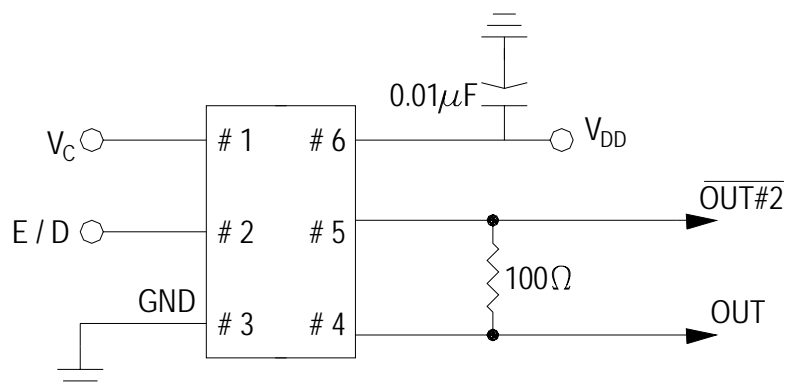 0.01µF
V_C
#1
#6
V_DD
OUT#2
E / D
#2
#5
100Ω
GND
#3
#4
OUT